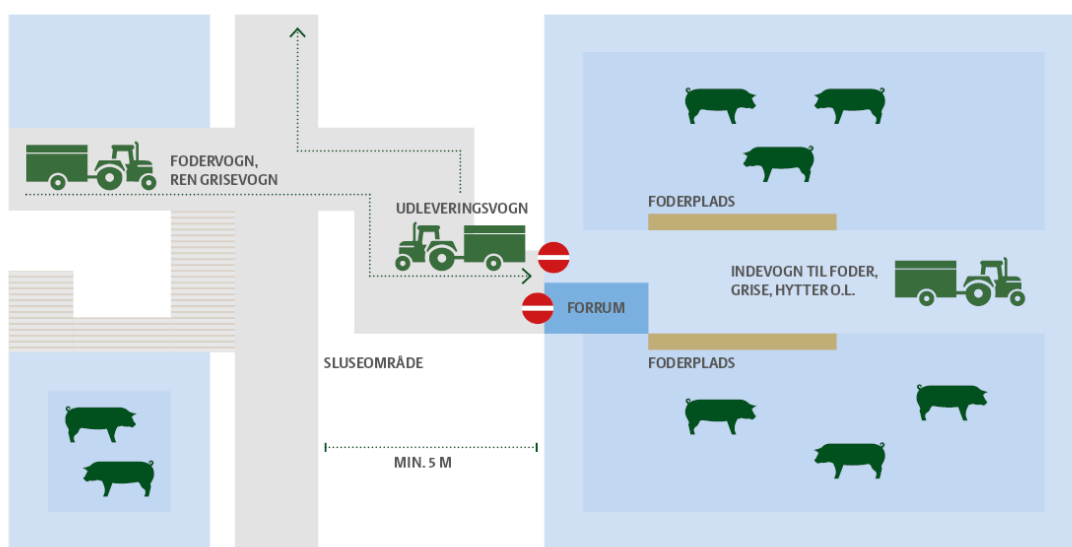 FODERVOGN,
REN GRISEVOGN
UDLEVERINGSVOGN
FODERPLADS
INDEVOGN TIL FODER,
GRISE, HYTTER O.L.
FORRUM
SLUSEOMRÅDE
FODERPLADS
MIN. 5 M